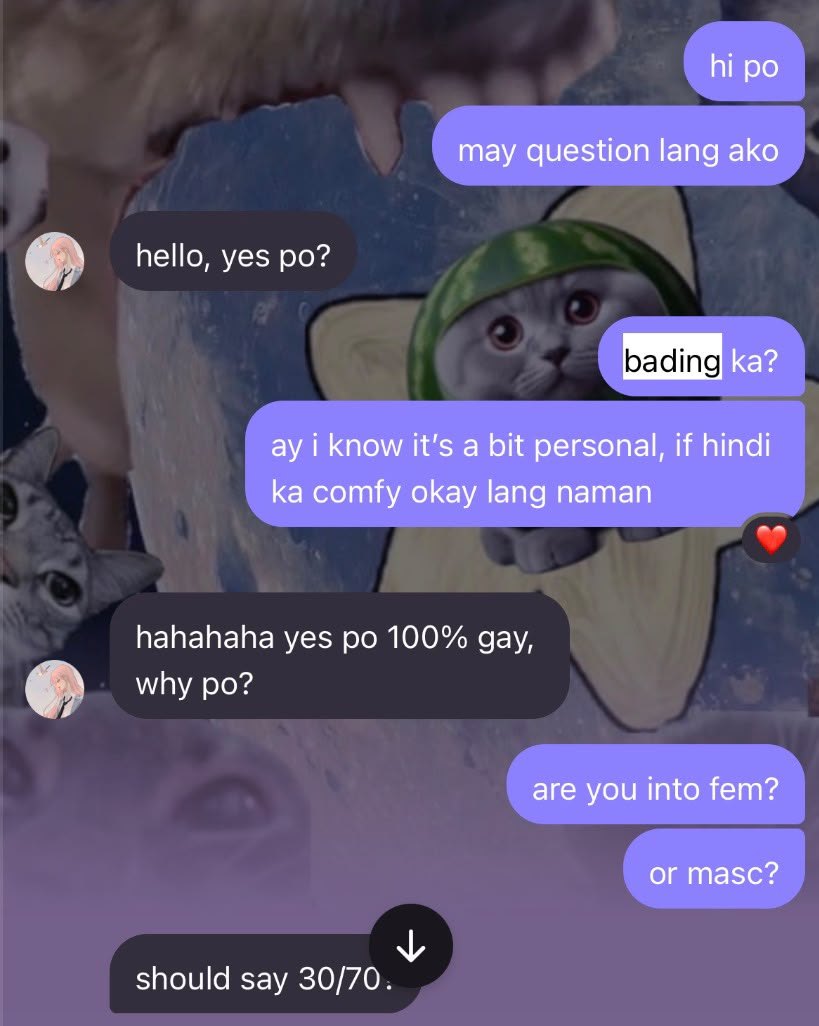 hi po
may question lang ako
hello, yes po?
bading ka?
ay i know it's a bit personal, if hindi
ka comfy okay lang naman
hahahaha yes po 100% gay,
why po?
are you into fem?
or masc?
should say 30/70?